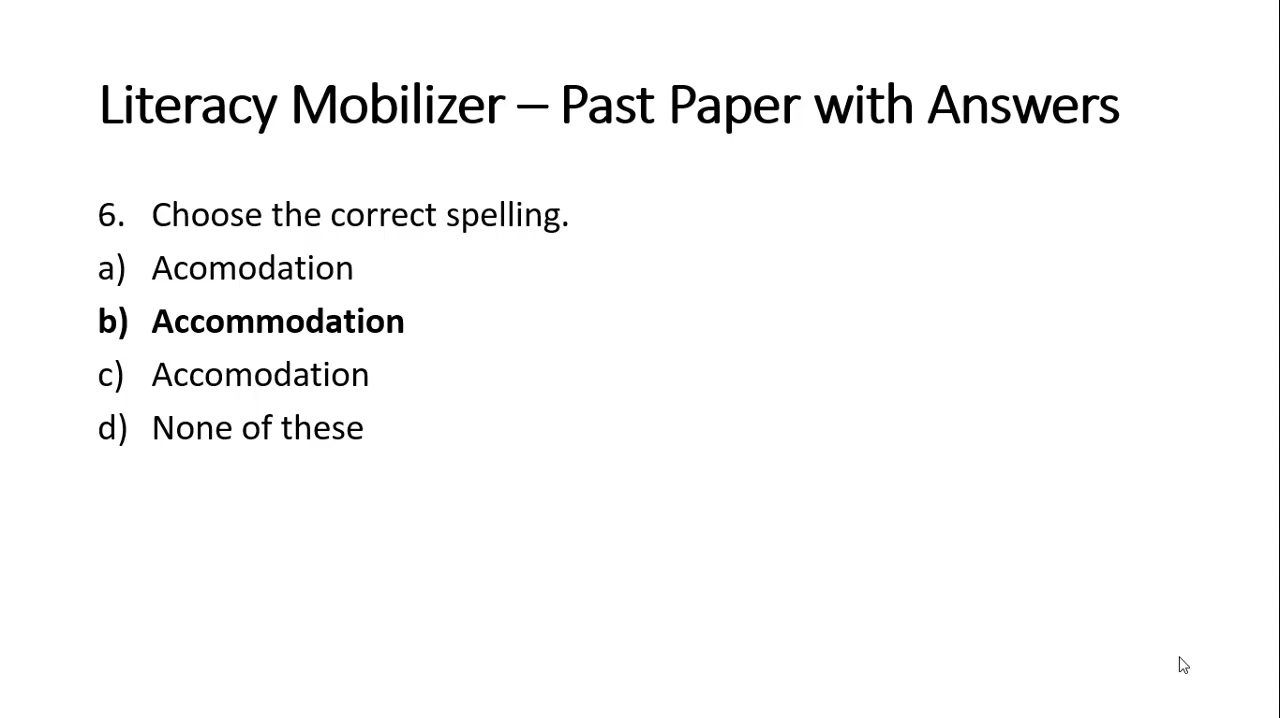 Literacy Mobilizer – Past Paper with Answers
6. Choose the correct spelling.
a) Acomodation
b) Accommodation
c) Accomodation
d) None of these